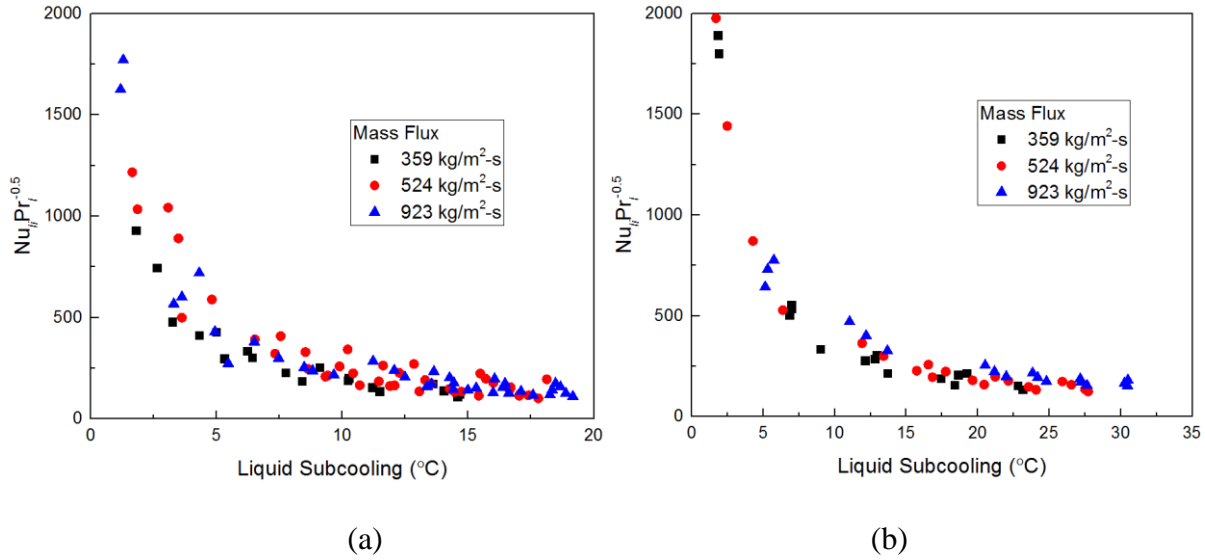 2000
1500
1000
500
0
Nu_li Pr_l^-0.5
Mass Flux
359 kg/m²-s
524 kg/m²-s
923 kg/m²-s
0 5 10 15 20
Liquid Subcooling (°C)
(a)
2000
1500
1000
500
0
Nu_li Pr_l^-0.5
Mass Flux
359 kg/m²-s
524 kg/m²-s
923 kg/m²-s
0 5 10 15 20 25 30 35
Liquid Subcooling (°C)
(b)